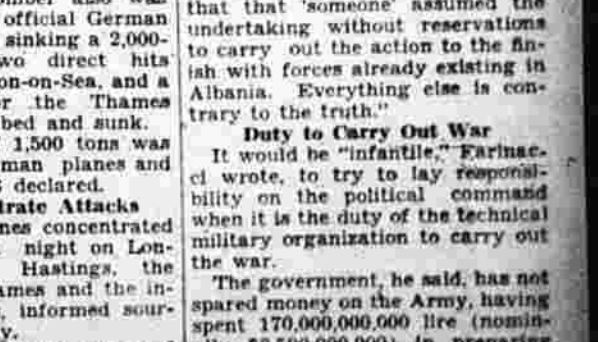 official German
sinking a 2,000-
two direct hits
on-on-Sea, and a
r the Thames
bed and sunk.
1,500 tons was
man planes and
declared.
trate Attacks
nes concentrated
night on Lon-
Hastings, the
ames and the in-
, informed sour-
y.
that that 'someone' assumed the
undertaking without reservations
to carry out the action to the fin-
ish with forces already existing in
Albania. Everything else is con-
trary to the truth."
Duty to Carry Out War
It would be "infantile," Farinac-
ci wrote, to try to lay responsi-
bility on the political command
when it is the duty of the technical
military organization to carry out
the war.
The government, he said, has not
spared money on the Army, having
spent 170,000,000,000 lire (nomin-
in preparing